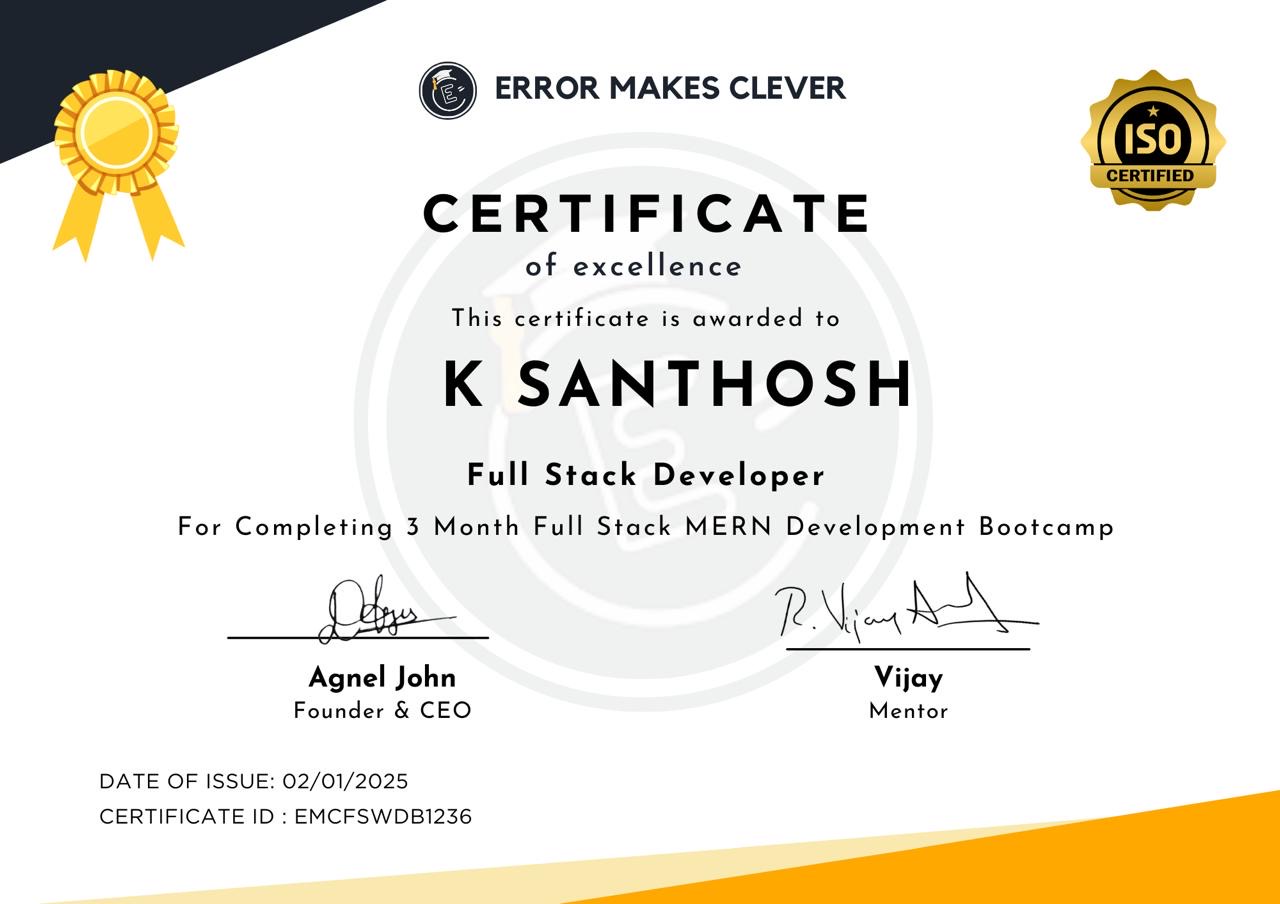 ERROR MAKES CLEVER
ISO
CERTIFIED
CERTIFICATE
of excellence
This certificate is awarded to
K SANTHOSH
Full Stack Developer
For Completing 3 Month Full Stack MERN Development Bootcamp
R. Vijay
Agnel John
Founder & CEO
Vijay
Mentor
DATE OF ISSUE: 02/01/2025
CERTIFICATE ID : EMCFSWDB1236